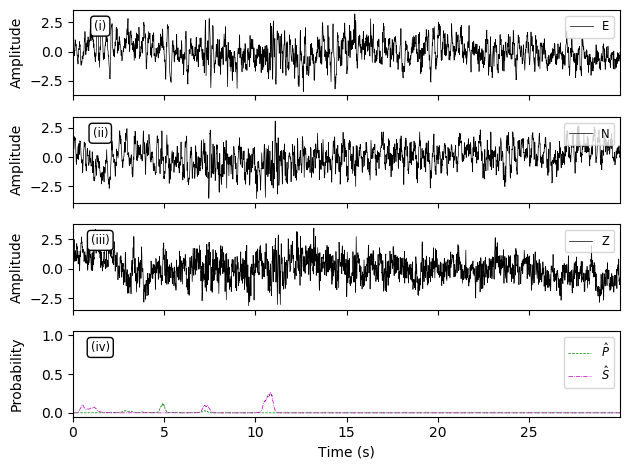 Amplitude
2.5
0.0
−2.5
(i)
E
Amplitude
2.5
0.0
−2.5
(ii)
N
Amplitude
2.5
0.0
−2.5
(iii)
Z
Probability
1.0
0.5
0.0
(iv)
P̂
Ŝ
0 5 10 15 20 25
Time (s)